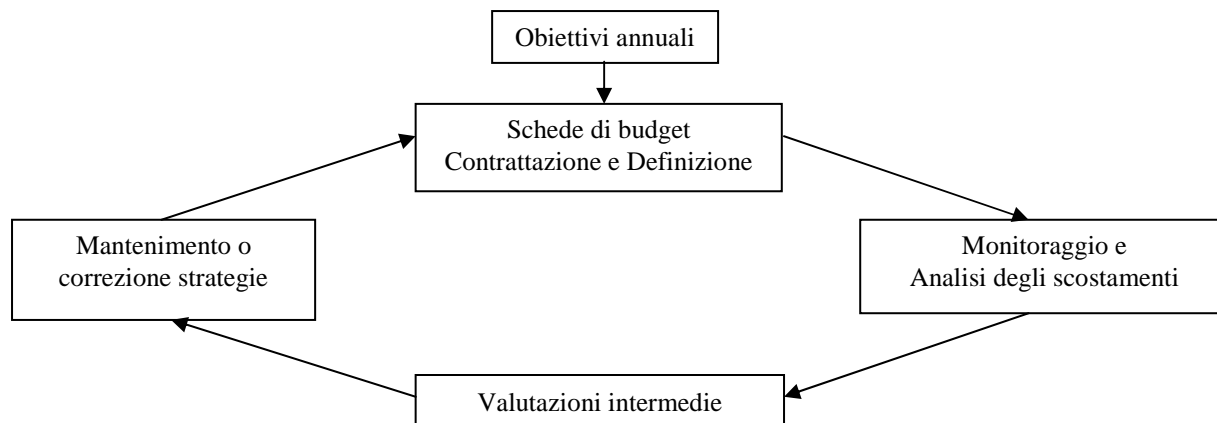 Obiettivi annuali
Schede di budget
Contrattazione e Definizione
Mantenimento o
correzione strategie
Monitoraggio e
Analisi degli scostamenti
Valutazioni intermedie